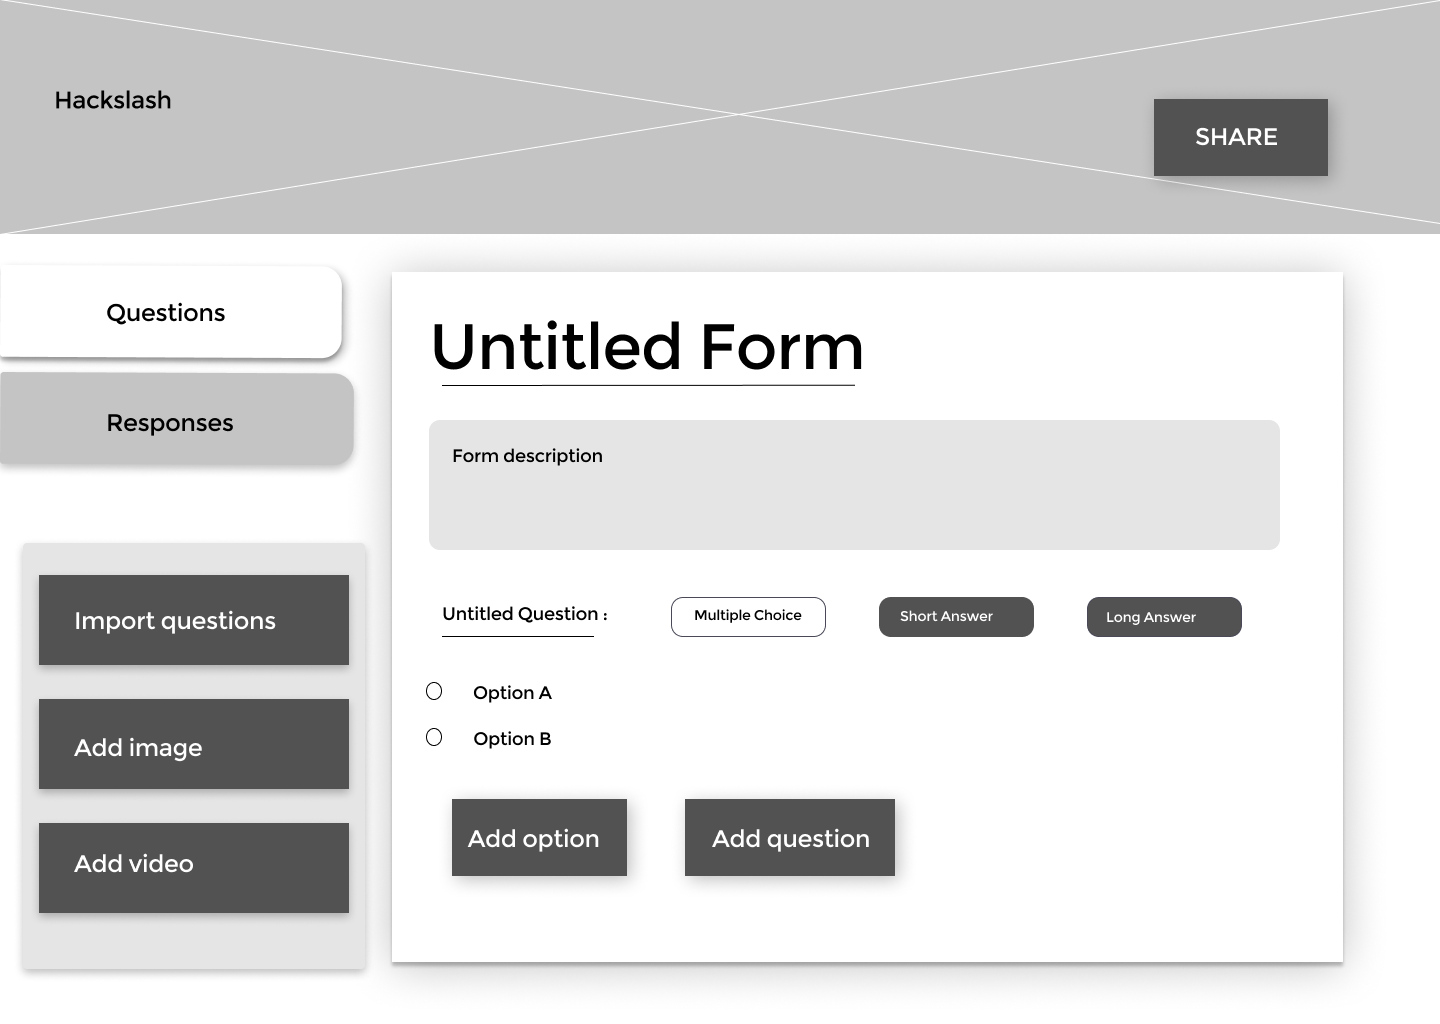 Hackslash
SHARE
Questions
Responses
Import questions
Add image
Add video
Untitled Form
Form description
Untitled Question :
Multiple Choice
Short Answer
Long Answer
Option A
Option B
Add option
Add question